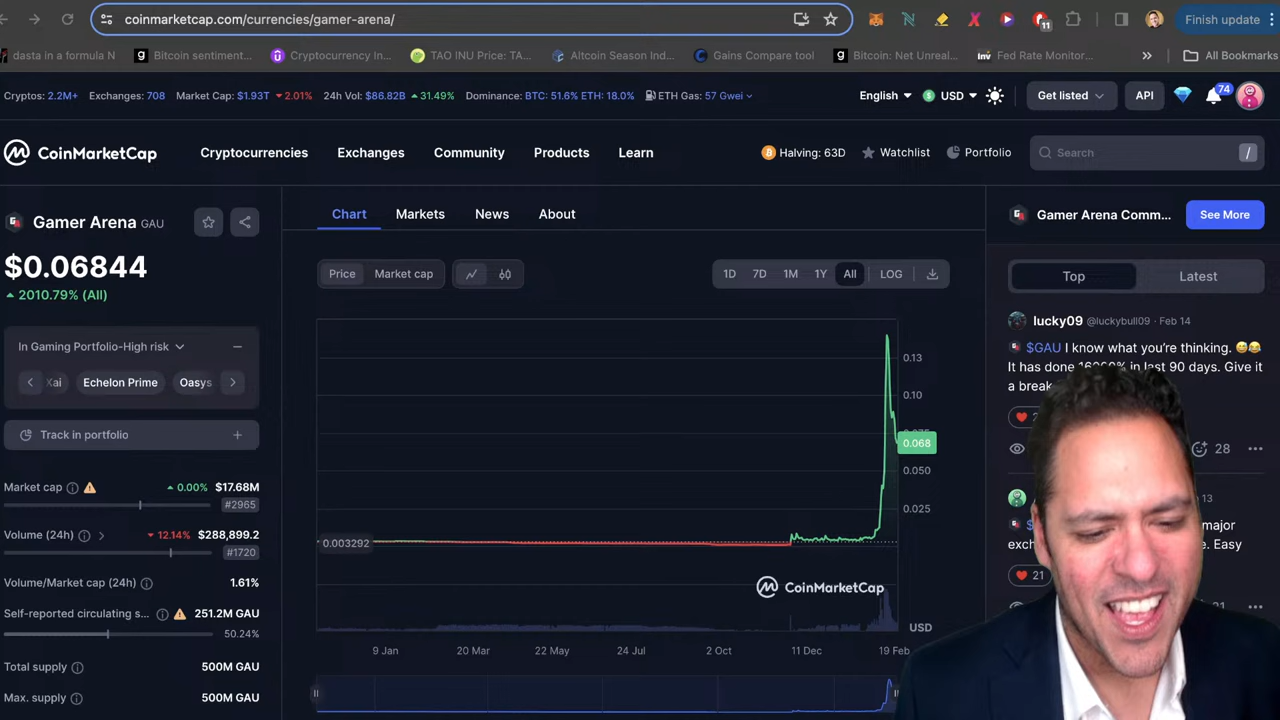 coinmarketcap.com/currencies/gamer-arena/
11
Finish update
dasta in a formula N
Bitcoin sentiment...
Cryptocurrency In...
TAO INU Price: TA...
Altcoin Season Ind...
Gains Compare tool
Bitcoin: Net Unreal...
Inv Fed Rate Monitor...
All Bookmarks
Cryptos: 2.2M+ Exchanges: 708 Market Cap: $1.93T 2.01% 24h Vol: $86.82B 31.49% Dominance: BTC: 51.6% ETH: 18.0% ETH Gas: 57 Gwei
English USD Get listed API 74
CoinMarketCap
Cryptocurrencies Exchanges Community Products Learn
Halving: 63D Watchlist Portfolio Search /
Gamer Arena GAU
$0.06844
2010.79% (All)
In Gaming Portfolio-High risk
Xai Echelon Prime Oasys
Track in portfolio
Market cap 0.00% $17.68M
#2965
Volume (24h) 12.14% $288,899.2
#1720
Volume/Market cap (24h) 1.61%
Self-reported circulating s... 251.2M GAU
50.24%
Total supply 500M GAU
Max. supply 500M GAU
Chart Markets News About
Price Market cap
1D 7D 1M 1Y All LOG
0.13
0.10
0.068
0.050
0.025
0.003292
CoinMarketCap
USD
9 Jan 20 Mar 22 May 24 Jul 2 Oct 11 Dec 19 Feb
Gamer Arena Comm... See More
Top Latest
lucky09 @luckybull09 · Feb 14
$GAU I know what you're thinking. 😅😂
It has done
% in last 90 days. Give it
a break
28
13
major
exc
nt. Easy
21